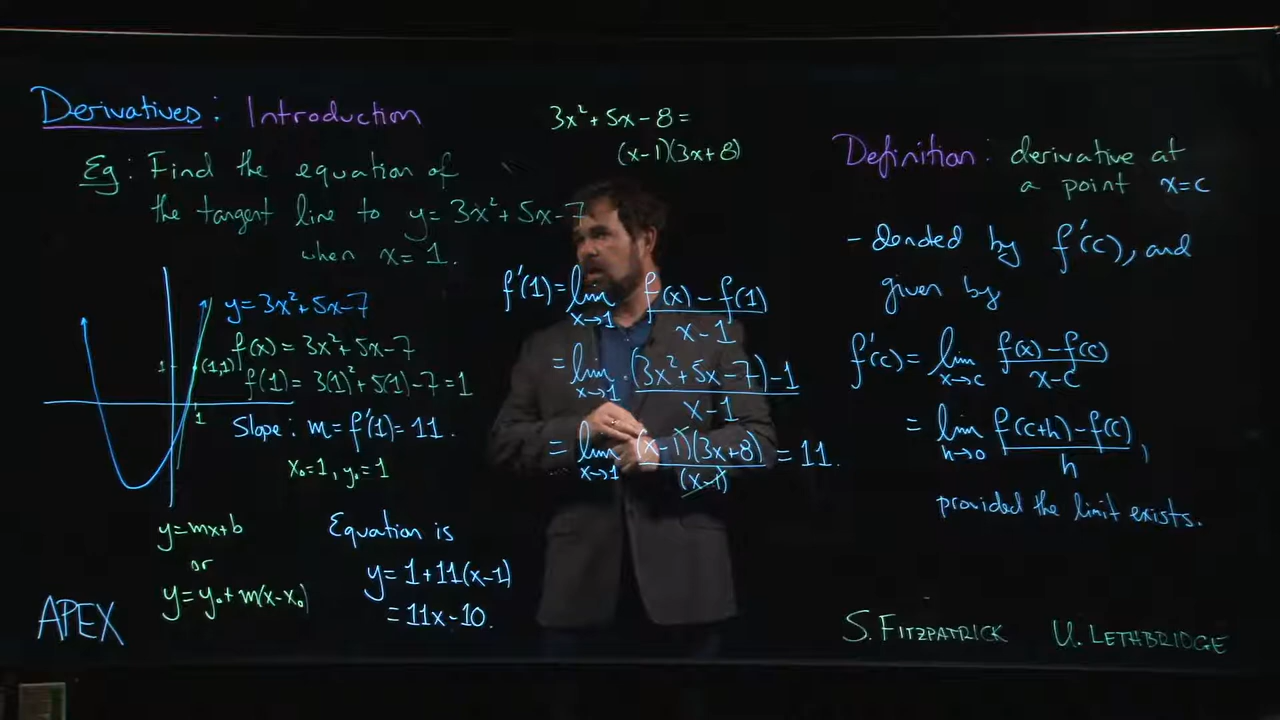 Derivatives: Introduction
Eg: Find the equation of
the tangent line to y = 3x² + 5x - 7
when x = 1.
y = 3x² + 5x - 7
f(x) = 3x² + 5x - 7
f(1) = 3(1)² + 5(1) - 7 = 1
1
(1,1)
1
Slope: m = f'(1) = 11.
x₀ = 1, y₀ = 1
y = mx + b
or
y = y₀ + m(x - x₀)
Equation is
y = 1 + 11(x - 1)
= 11x - 10.
APEX
3x² + 5x - 8 =
(x - 1)(3x + 8)
f'(1) = lim x→1 f(x) - f(1) / x - 1
= lim x→1 (3x² + 5x - 7) - 1 / x - 1
= lim x→1 (x - 1)(3x + 8) / (x - 1) = 11.
Definition: derivative at
a point x = c
- denoted by f'(c), and
given by
f'(c) = lim x→c f(x) - f(c) / x - c
= lim h→0 f(c + h) - f(c) / h ,
provided the limit exists.
S. FITZPATRICK U. LETHBRIDGE